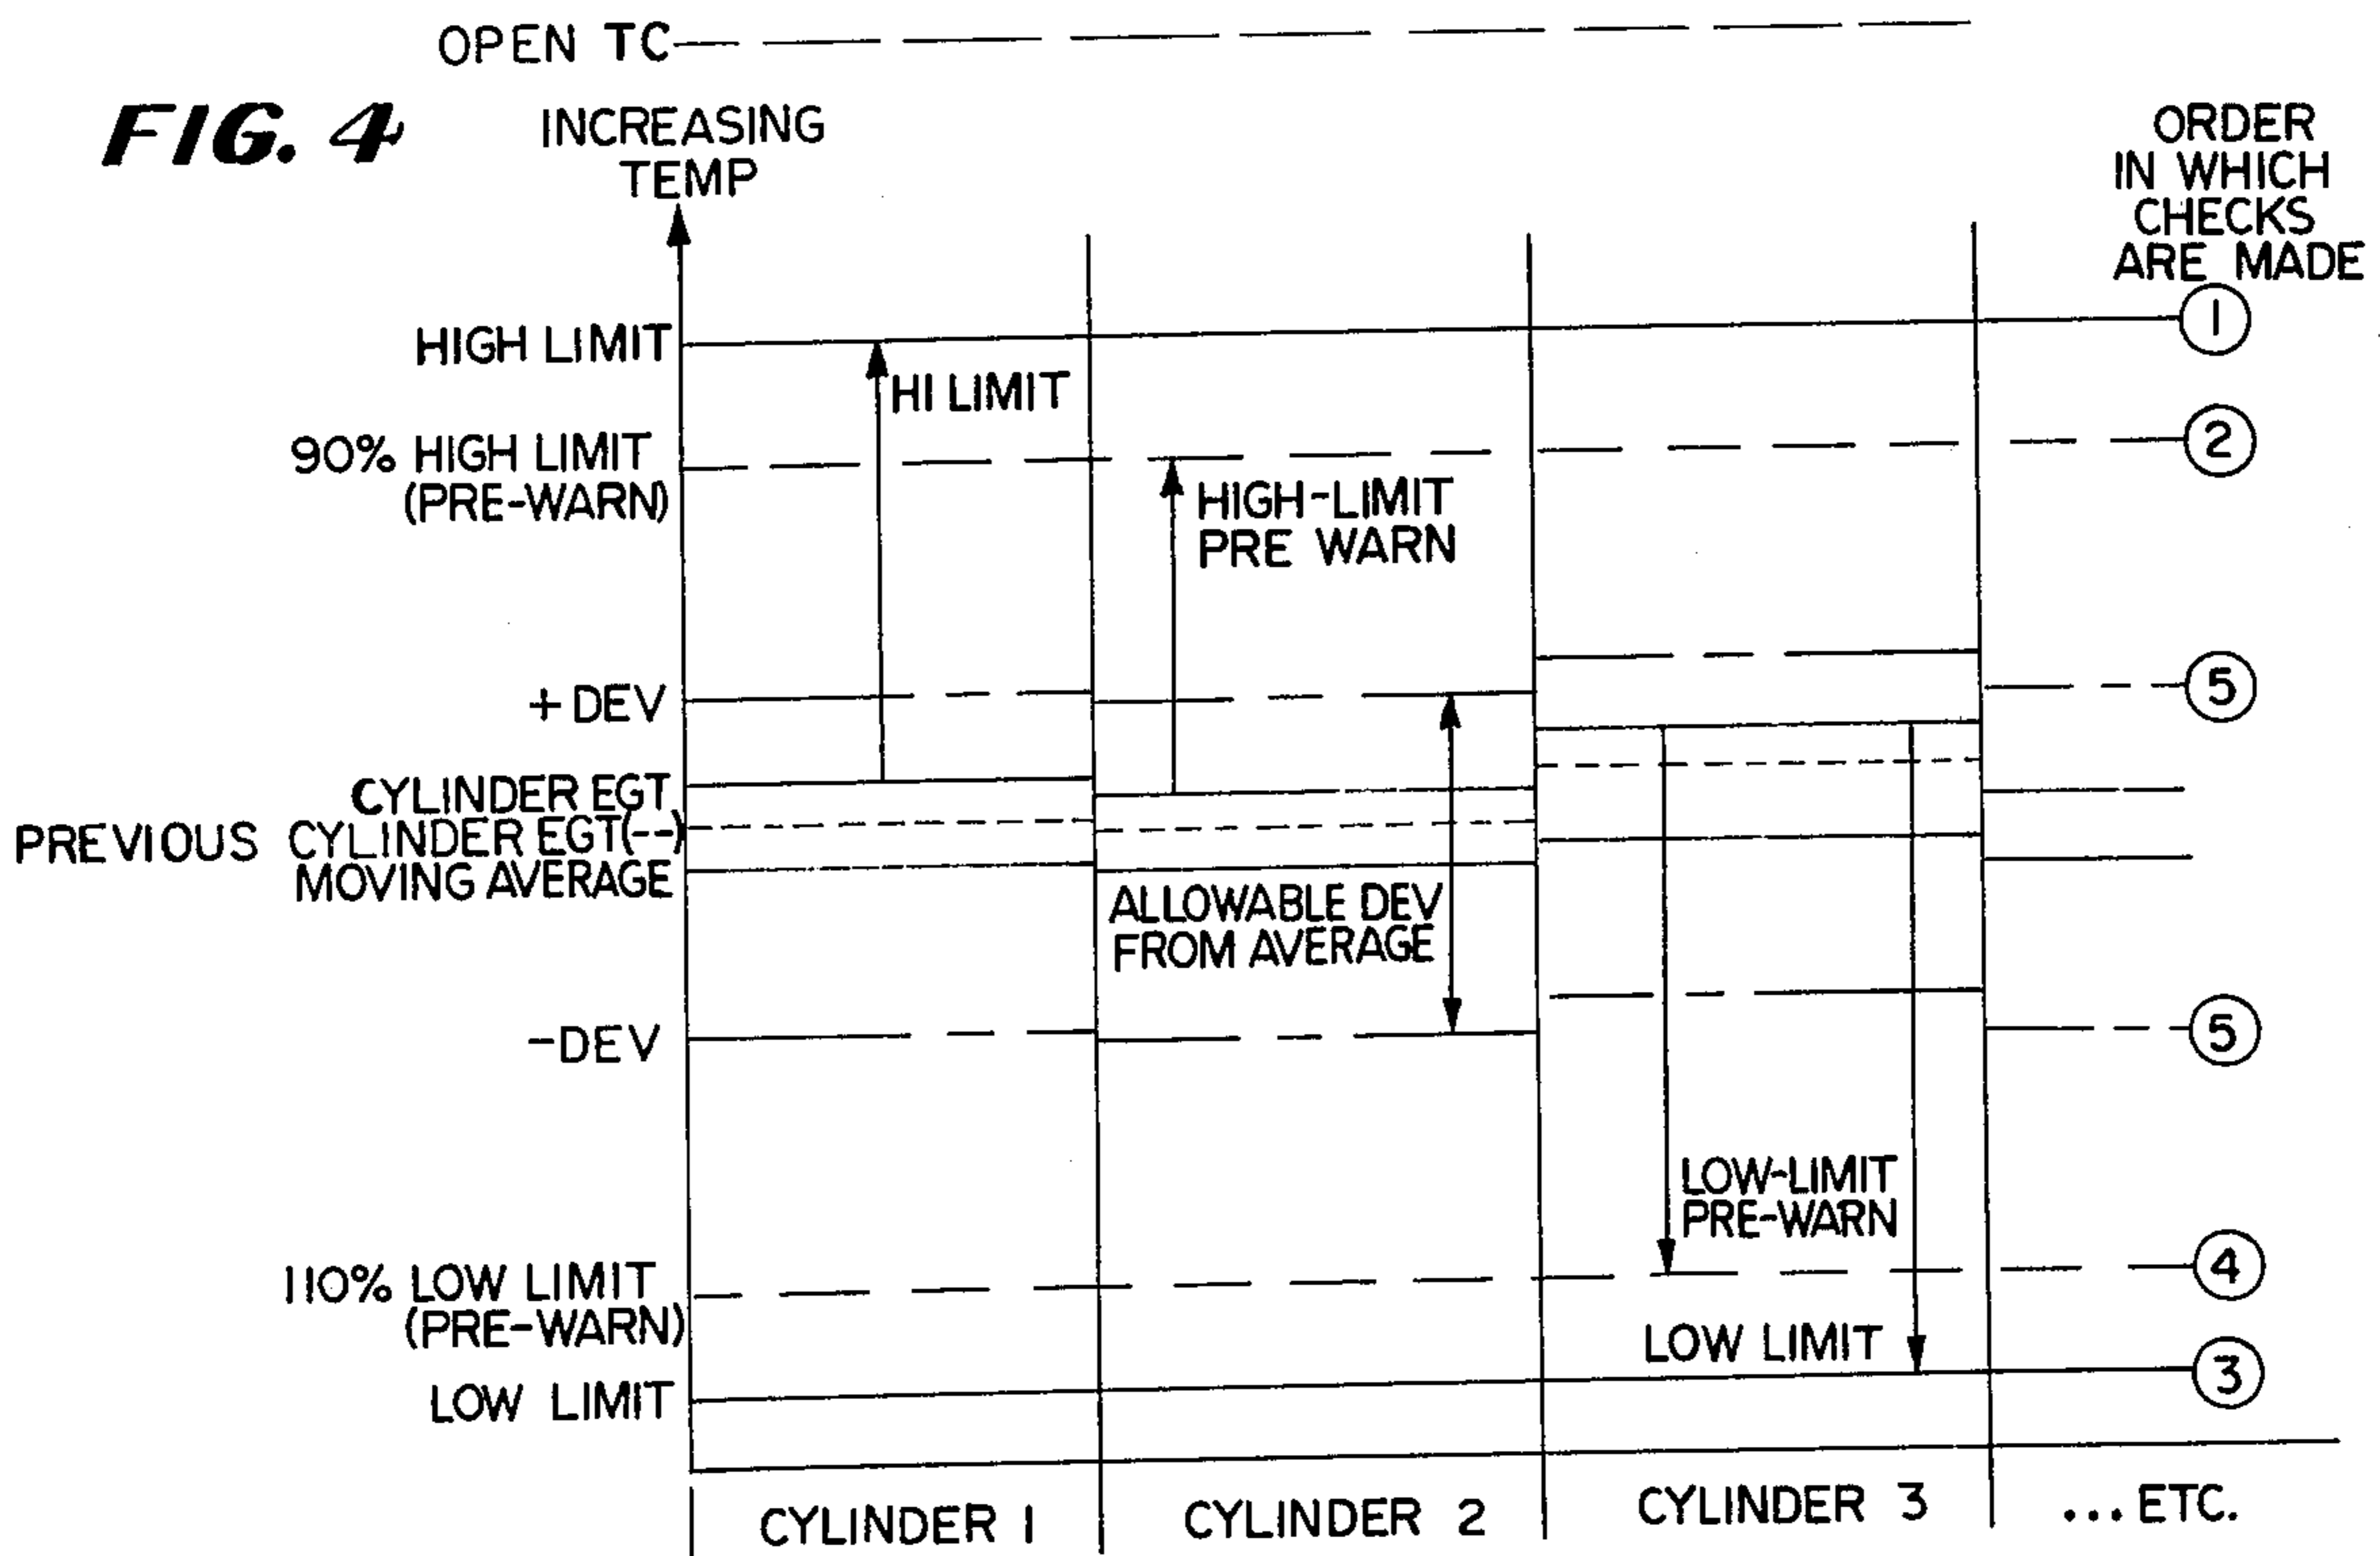 OPEN TC
FIG. 4
INCREASING
TEMP
ORDER
IN WHICH
CHECKS
ARE MADE
HIGH LIMIT
1
HI LIMIT
90% HIGH LIMIT
(PRE-WARN)
2
HIGH-LIMIT
PRE WARN
+ DEV
5
CYLINDER EGT
PREVIOUS CYLINDER EGT(--)
MOVING AVERAGE
ALLOWABLE DEV
FROM AVERAGE
-DEV
5
LOW-LIMIT
PRE-WARN
110% LOW LIMIT
(PRE-WARN)
4
LOW LIMIT
LOW LIMIT
3
CYLINDER 1
CYLINDER 2
CYLINDER 3
... ETC.